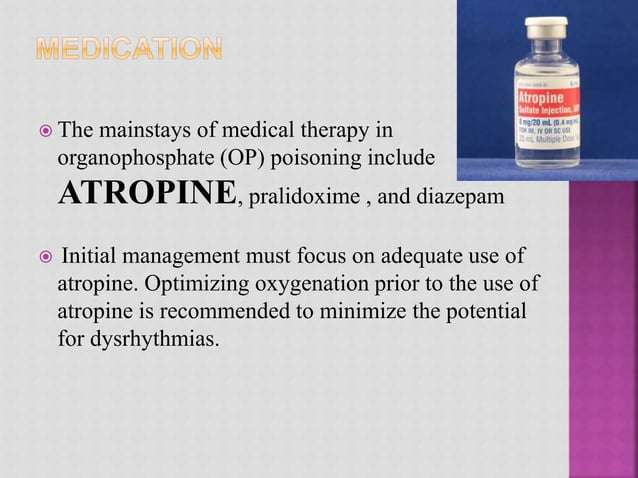 MEDICATION
Atropine
Sulfate Injection, USP
8 mg/20 mL (0.4 mg/
FOR IM, IV OR SC USE
20 mL Multiple Dose
The mainstays of medical therapy in
organophosphate (OP) poisoning include
ATROPINE, pralidoxime , and diazepam
Initial management must focus on adequate use of
atropine. Optimizing oxygenation prior to the use of
atropine is recommended to minimize the potential
for dysrhythmias.